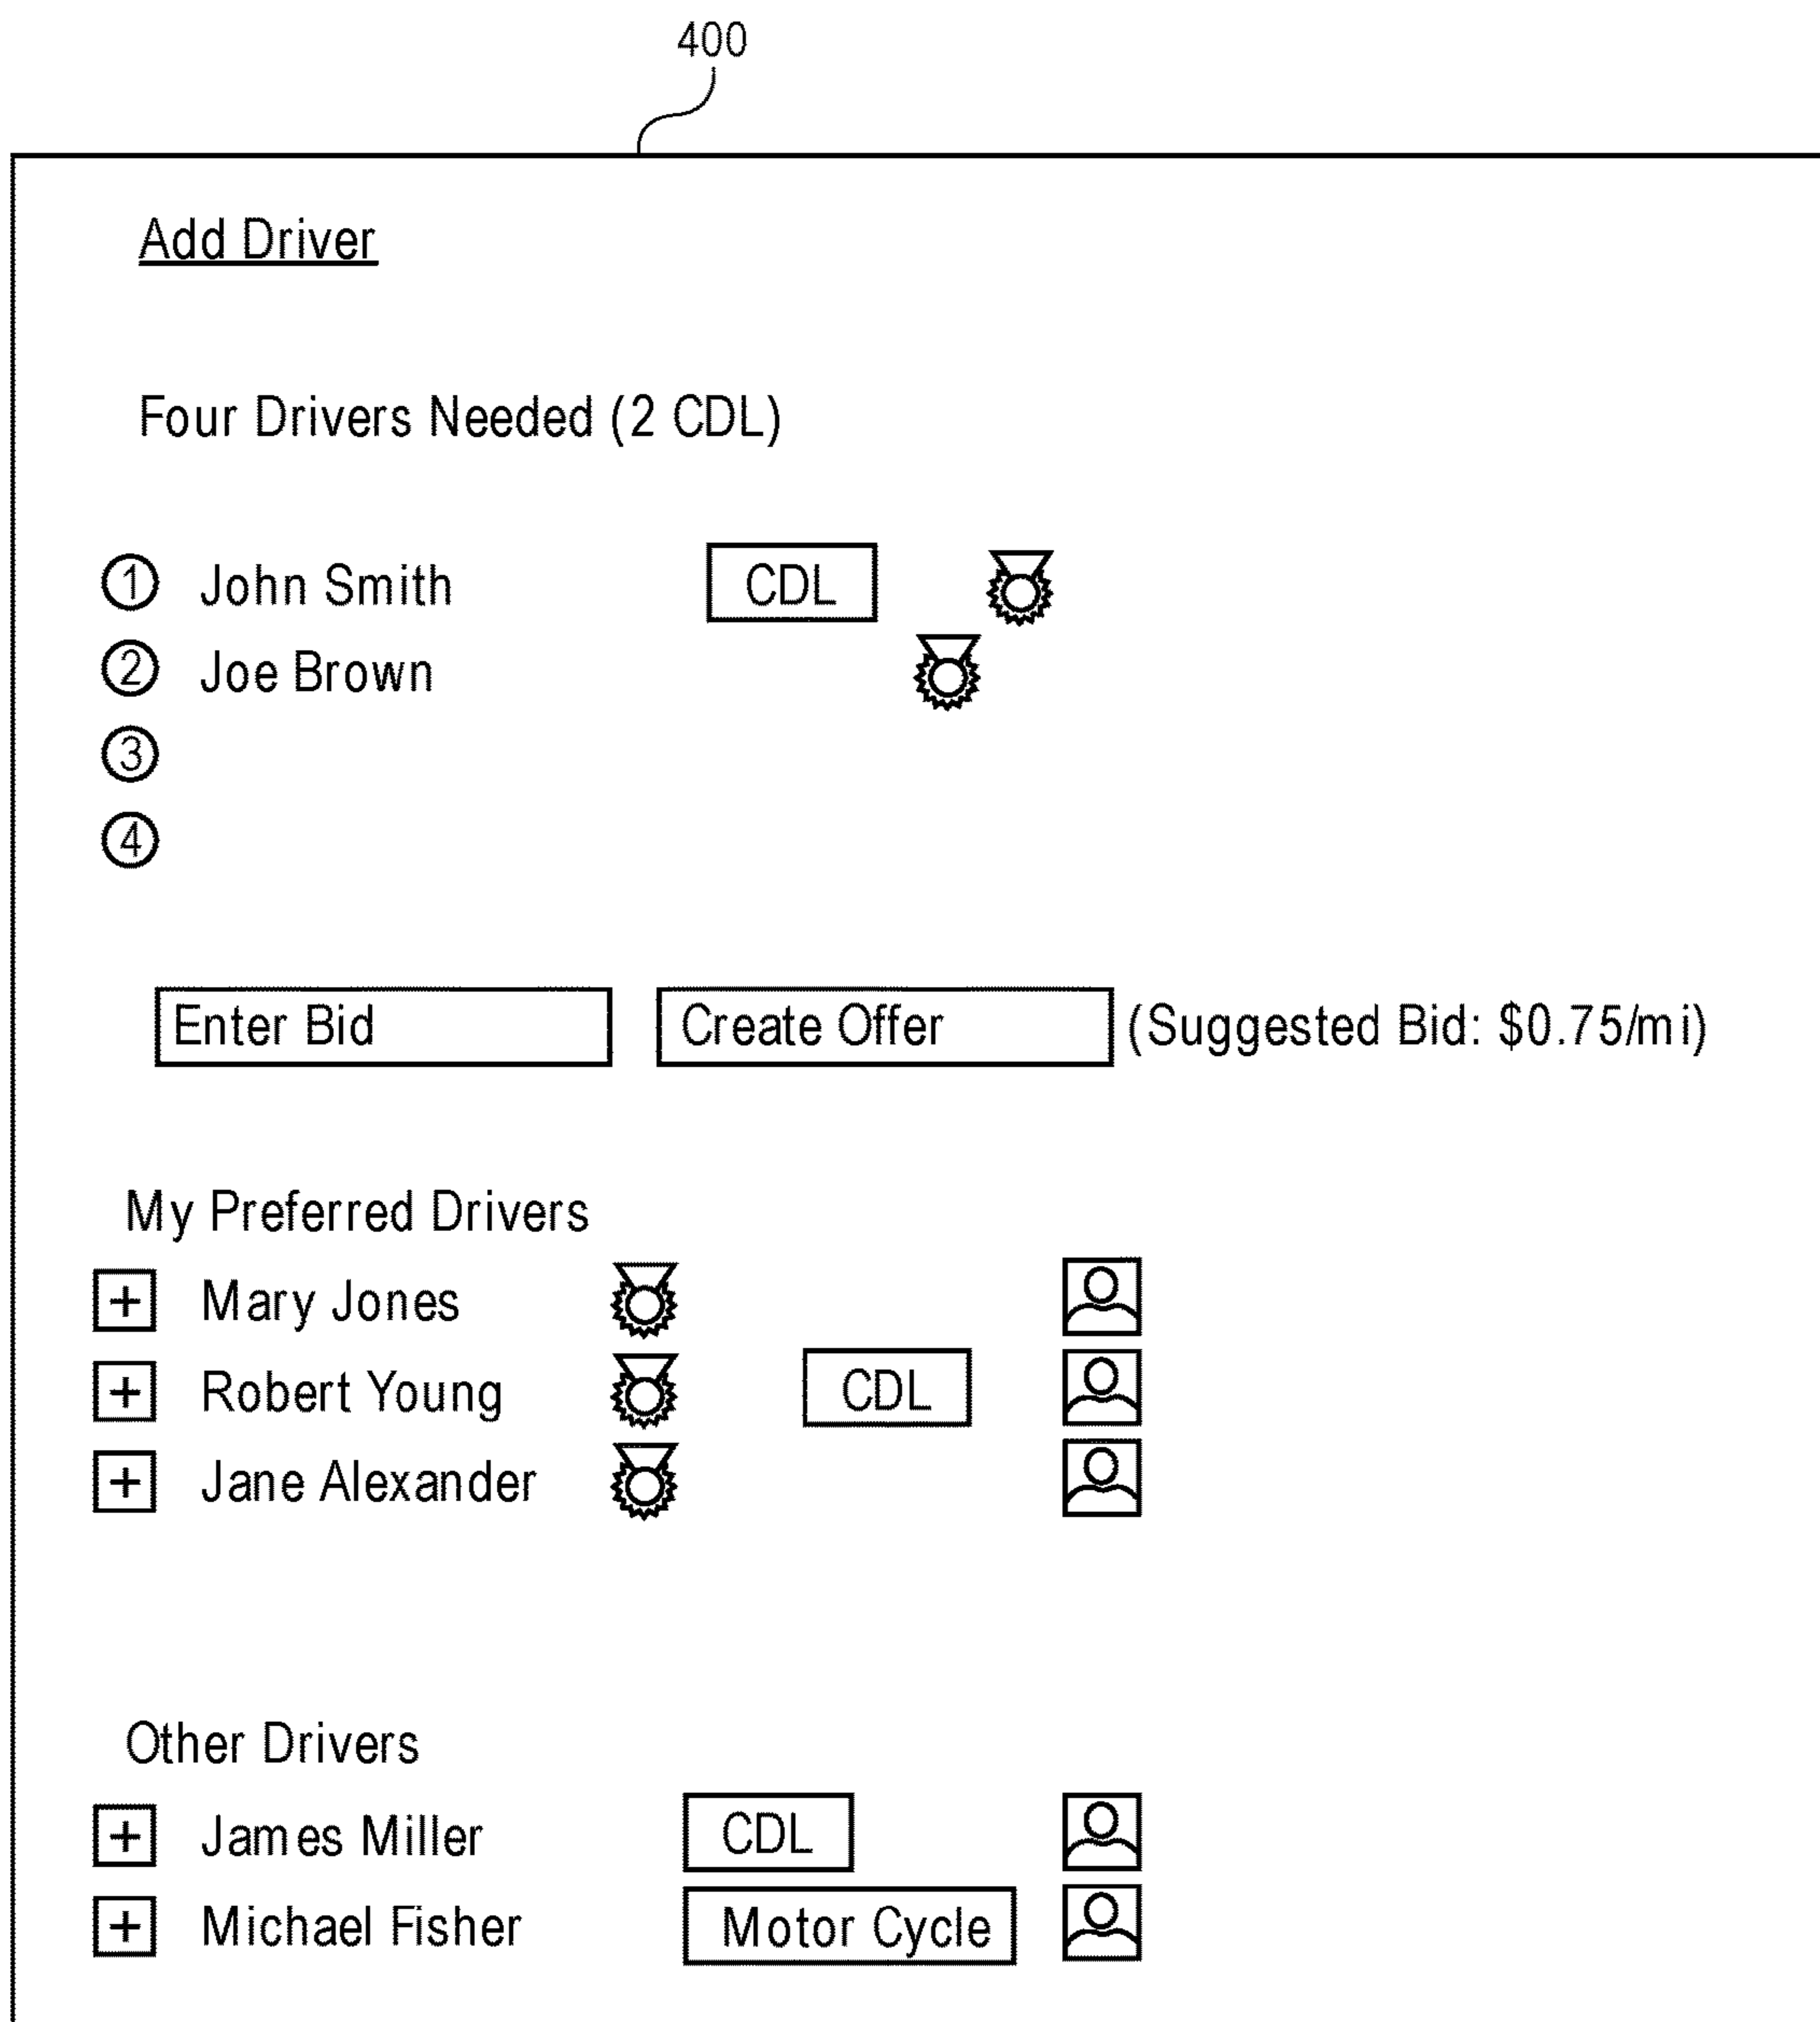 400
Add Driver
Four Drivers Needed (2 CDL)
1 John Smith CDL
2 Joe Brown
3
4
Enter Bid Create Offer (Suggested Bid: $0.75/mi)
My Preferred Drivers
+ Mary Jones
+ Robert Young CDL
+ Jane Alexander
Other Drivers
+ James Miller CDL
+ Michael Fisher Motor Cycle